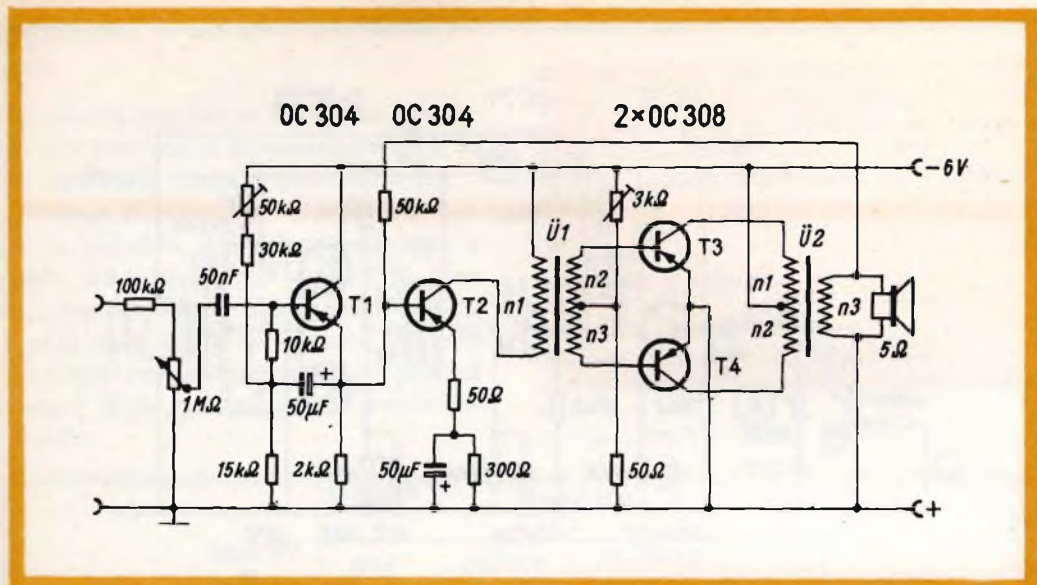 OC 304 OC 304 2×OC 308
-6V
50kΩ 50kΩ 3kΩ
Ü1 T3 Ü2
30kΩ
100kΩ 50nF T1 T2 n1 n2 n1 n3
10kΩ n3 n2
T4 5Ω
1MΩ 50µF + 50Ω
15kΩ 2kΩ 50µF + 300Ω 50Ω
+